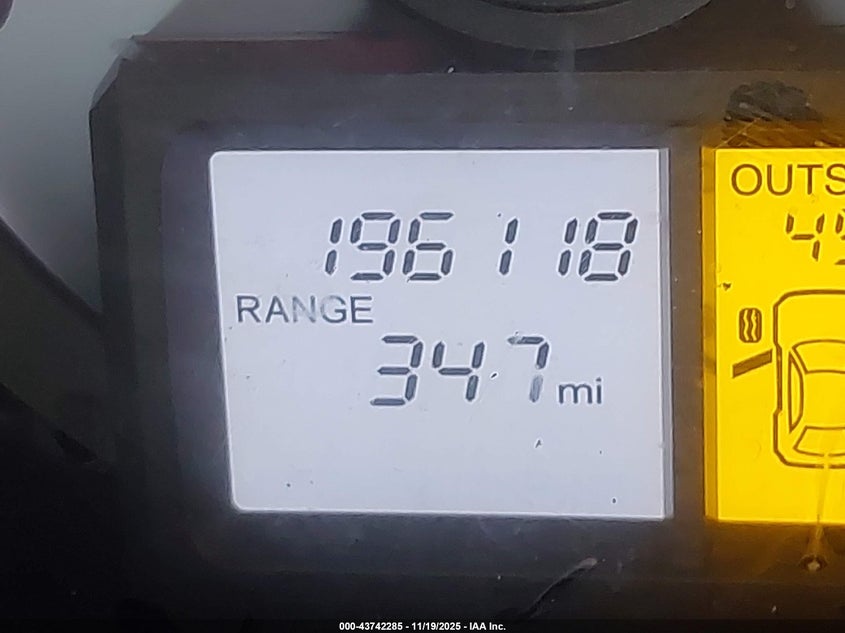 196118
RANGE
347 mi
OUTS
000-43742285 - 11/19/2025 - IAA Inc.